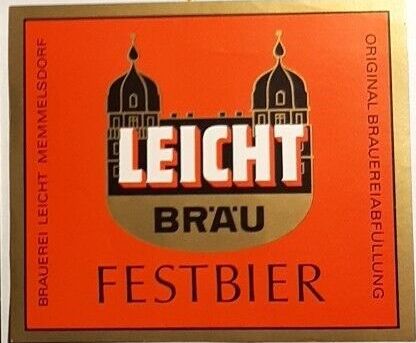 BRAUEREI LEICHT MEMMELSDORF
LEICHT
BRÄU
FESTBIER
ORIGINAL BRAUEREIABFÜLLUNG